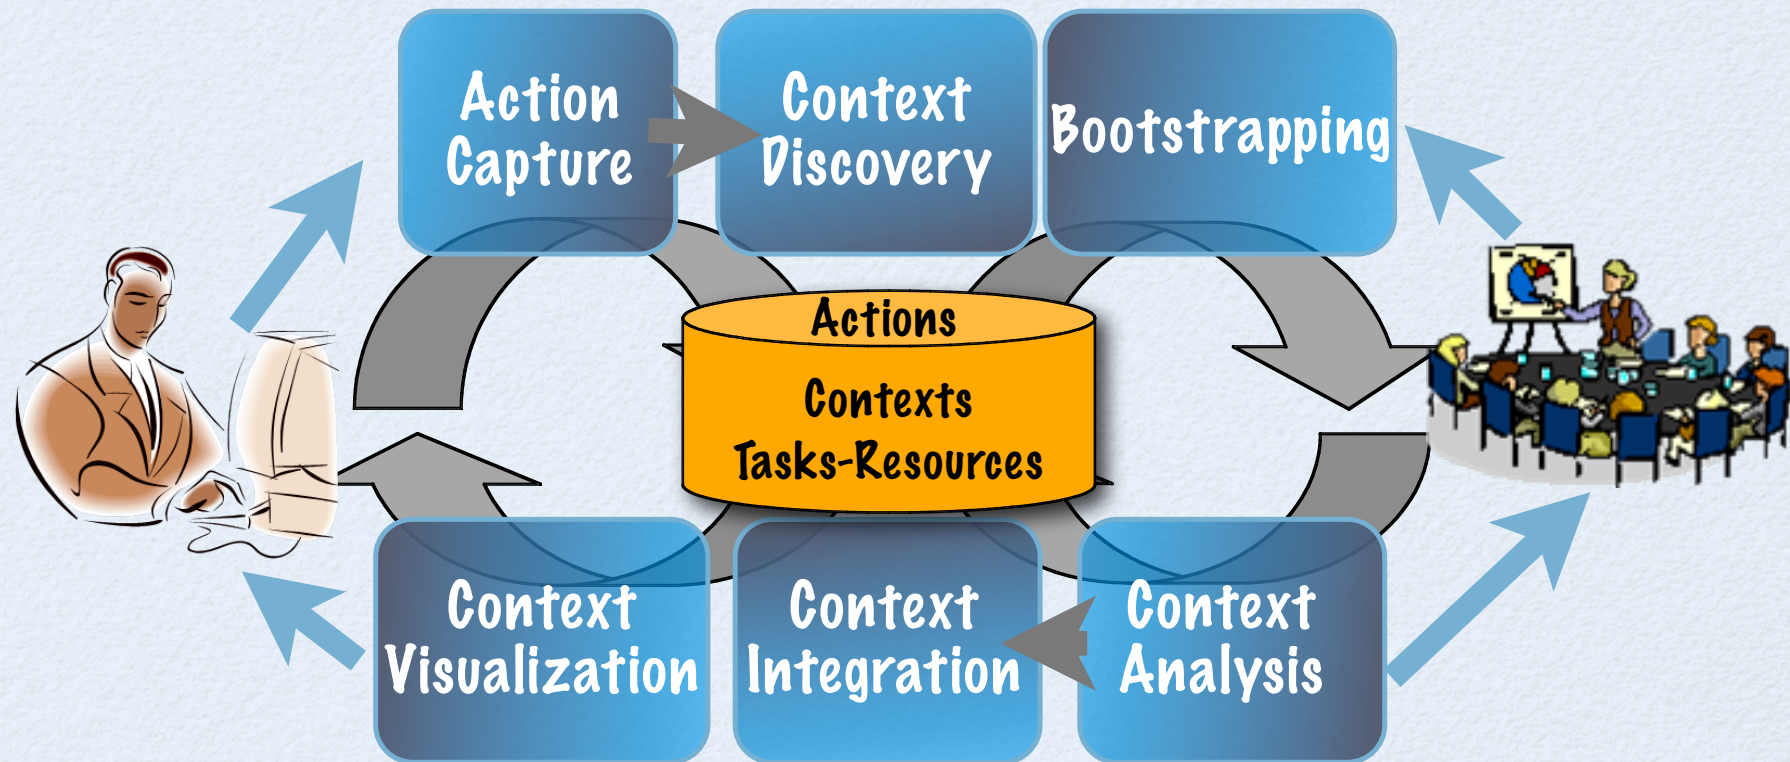 Action
Capture
Context
Discovery
Bootstrapping
Actions
Contexts
Tasks-Resources
Context
Visualization
Context
Integration
Context
Analysis